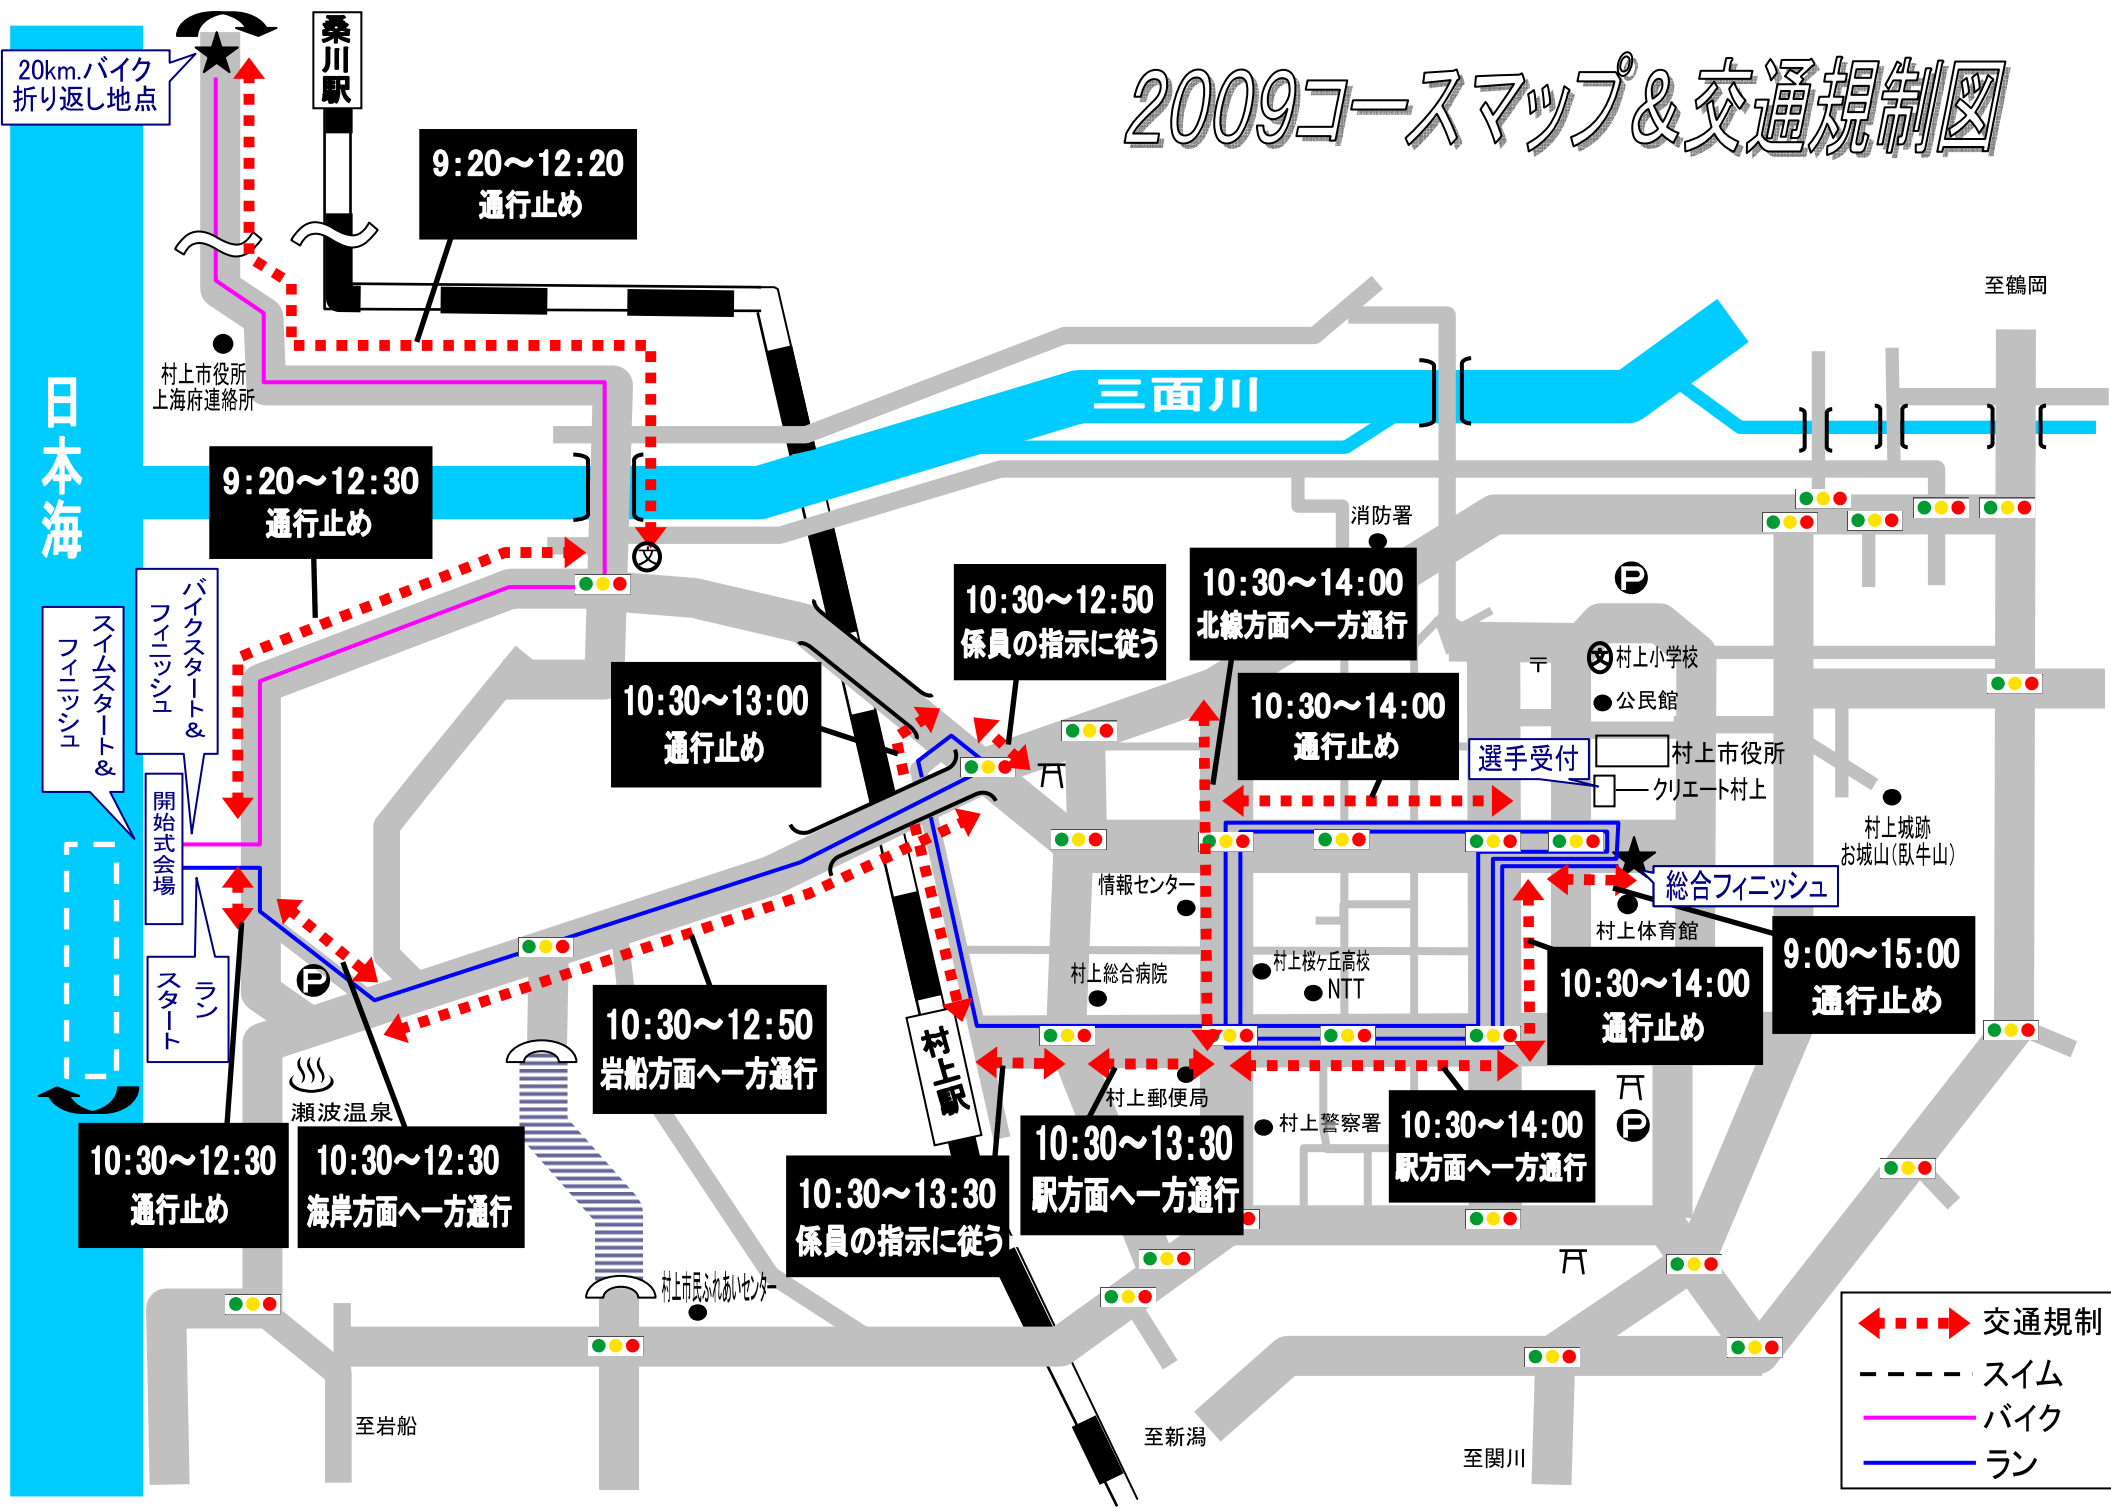 2009コースマップ&交通規制図
桑川駅
20km.バイク
折り返し地点
9:20〜12:20
通行止め
至鶴岡
村上市役所
上海府連絡所
日本海
三面川
9:20〜12:30
通行止め
消防署
文
10:30〜12:50
係員の指示に従う
10:30〜14:00
北線方面へ一方通行
P
スイムスタート&
フィニッシュ
バイクスタート&
フィニッシュ
10:30〜13:00
通行止め
10:30〜14:00
通行止め
〒
文
村上小学校
公民館
選手受付
村上市役所
クリエート村上
開始式会場
村上城跡
お城山(臥牛山)
情報センター
総合フィニッシュ
村上体育館
ラン
スタート
P
村上総合病院
村上桜ヶ丘高校
NTT
9:00〜15:00
通行止め
10:30〜14:00
通行止め
10:30〜12:50
岩船方面へ一方通行
村上駅
瀬波温泉
村上郵便局
村上警察署
P
10:30〜12:30
通行止め
10:30〜12:30
海岸方面へ一方通行
10:30〜13:30
係員の指示に従う
10:30〜13:30
駅方面へ一方通行
10:30〜14:00
駅方面へ一方通行
村上市民ふれあいセンター
至岩船
至新潟
至関川
交通規制
スイム
バイク
ラン